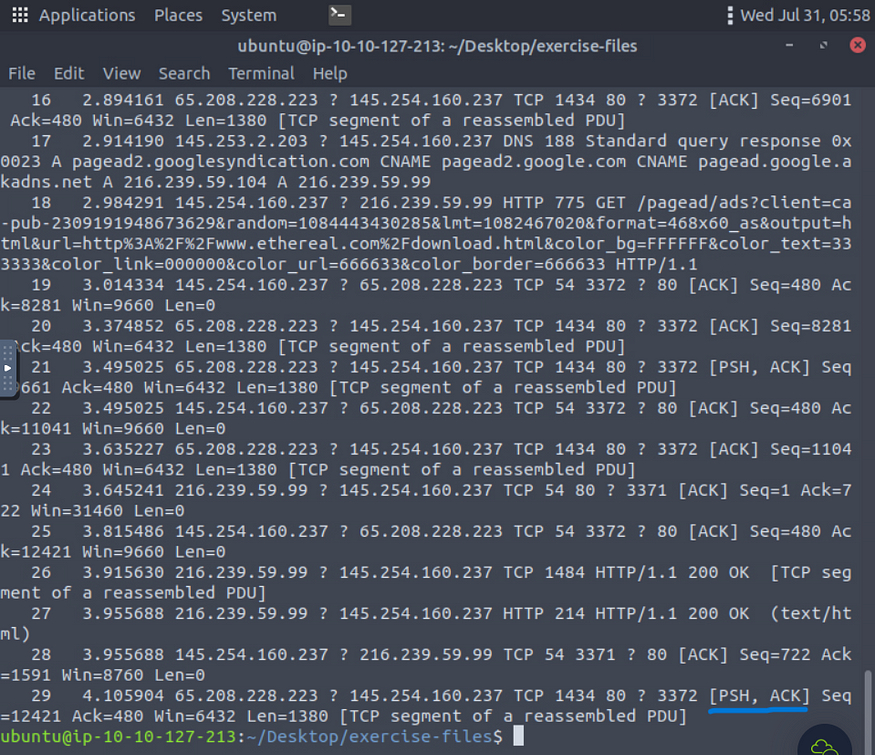 Applications Places System
Wed Jul 31, 05:58
ubuntu@ip-10-10-127-213: ~/Desktop/exercise-files
File Edit View Search Terminal Help
16 2.894161 65.208.228.223 ? 145.254.160.237 TCP 1434 80 ? 3372 [ACK] Seq=6901
Ack=480 Win=6432 Len=1380 [TCP segment of a reassembled PDU]
17 2.914190 145.253.2.203 ? 145.254.160.237 DNS 188 Standard query response 0x
0023 A pagead2.googlesyndication.com CNAME pagead2.google.com CNAME pagead.google.a
kadns.net A 216.239.59.104 A 216.239.59.99
18 2.984291 145.254.160.237 ? 216.239.59.99 HTTP 775 GET /pagead/ads?client=ca
-pub-2309191948673629&random=1084443430285&lmt=1082467020&format=468x60_as&output=h
tml&url=http%3A%2F%2Fwww.ethereal.com%2Fdownload.html&color_bg=FFFFFF&color_text=33
3333&color_link=000000&color_url=666633&color_border=666633 HTTP/1.1
19 3.014334 145.254.160.237 ? 65.208.228.223 TCP 54 3372 ? 80 [ACK] Seq=480 Ac
k=8281 Win=9660 Len=0
20 3.374852 65.208.228.223 ? 145.254.160.237 TCP 1434 80 ? 3372 [ACK] Seq=8281
Ack=480 Win=6432 Len=1380 [TCP segment of a reassembled PDU]
21 3.495025 65.208.228.223 ? 145.254.160.237 TCP 1434 80 ? 3372 [PSH, ACK] Seq
9661 Ack=480 Win=6432 Len=1380 [TCP segment of a reassembled PDU]
22 3.495025 145.254.160.237 ? 65.208.228.223 TCP 54 3372 ? 80 [ACK] Seq=480 Ac
k=11041 Win=9660 Len=0
23 3.635227 65.208.228.223 ? 145.254.160.237 TCP 1434 80 ? 3372 [ACK] Seq=1104
1 Ack=480 Win=6432 Len=1380 [TCP segment of a reassembled PDU]
24 3.645241 216.239.59.99 ? 145.254.160.237 TCP 54 80 ? 3371 [ACK] Seq=1 Ack=7
22 Win=31460 Len=0
25 3.815486 145.254.160.237 ? 65.208.228.223 TCP 54 3372 ? 80 [ACK] Seq=480 Ac
k=12421 Win=9660 Len=0
26 3.915630 216.239.59.99 ? 145.254.160.237 TCP 1484 HTTP/1.1 200 OK [TCP seg
ment of a reassembled PDU]
27 3.955688 216.239.59.99 ? 145.254.160.237 HTTP 214 HTTP/1.1 200 OK (text/ht
ml)
28 3.955688 145.254.160.237 ? 216.239.59.99 TCP 54 3371 ? 80 [ACK] Seq=722 Ack
=1591 Win=8760 Len=0
29 4.105904 65.208.228.223 ? 145.254.160.237 TCP 1434 80 ? 3372 [PSH, ACK] Seq
=12421 Ack=480 Win=6432 Len=1380 [TCP segment of a reassembled PDU]
ubuntu@ip-10-10-127-213:~/Desktop/exercise-files$